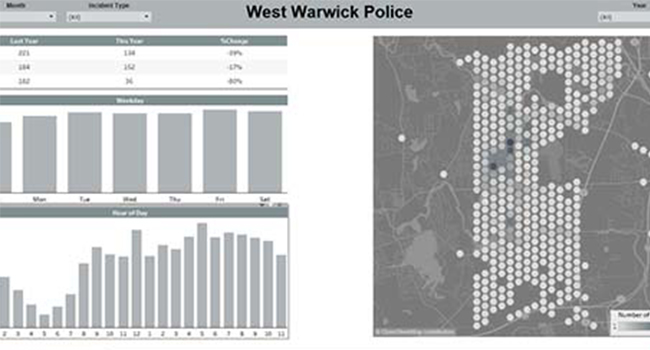 Month Incident Type West Warwick Police Year
(All) (All)
Last Year This Year %Change
221 134 -39%
184 152 -17%
182 36 -80%
Weekday
Mon Tue Wed Thu Fri Sat
Hour of Day
2 3 4 5 6 7 8 9 10 11 12 1 2 3 4 5 6 7 8 9 10 11
© OpenStreetMap contributors
Number of
1